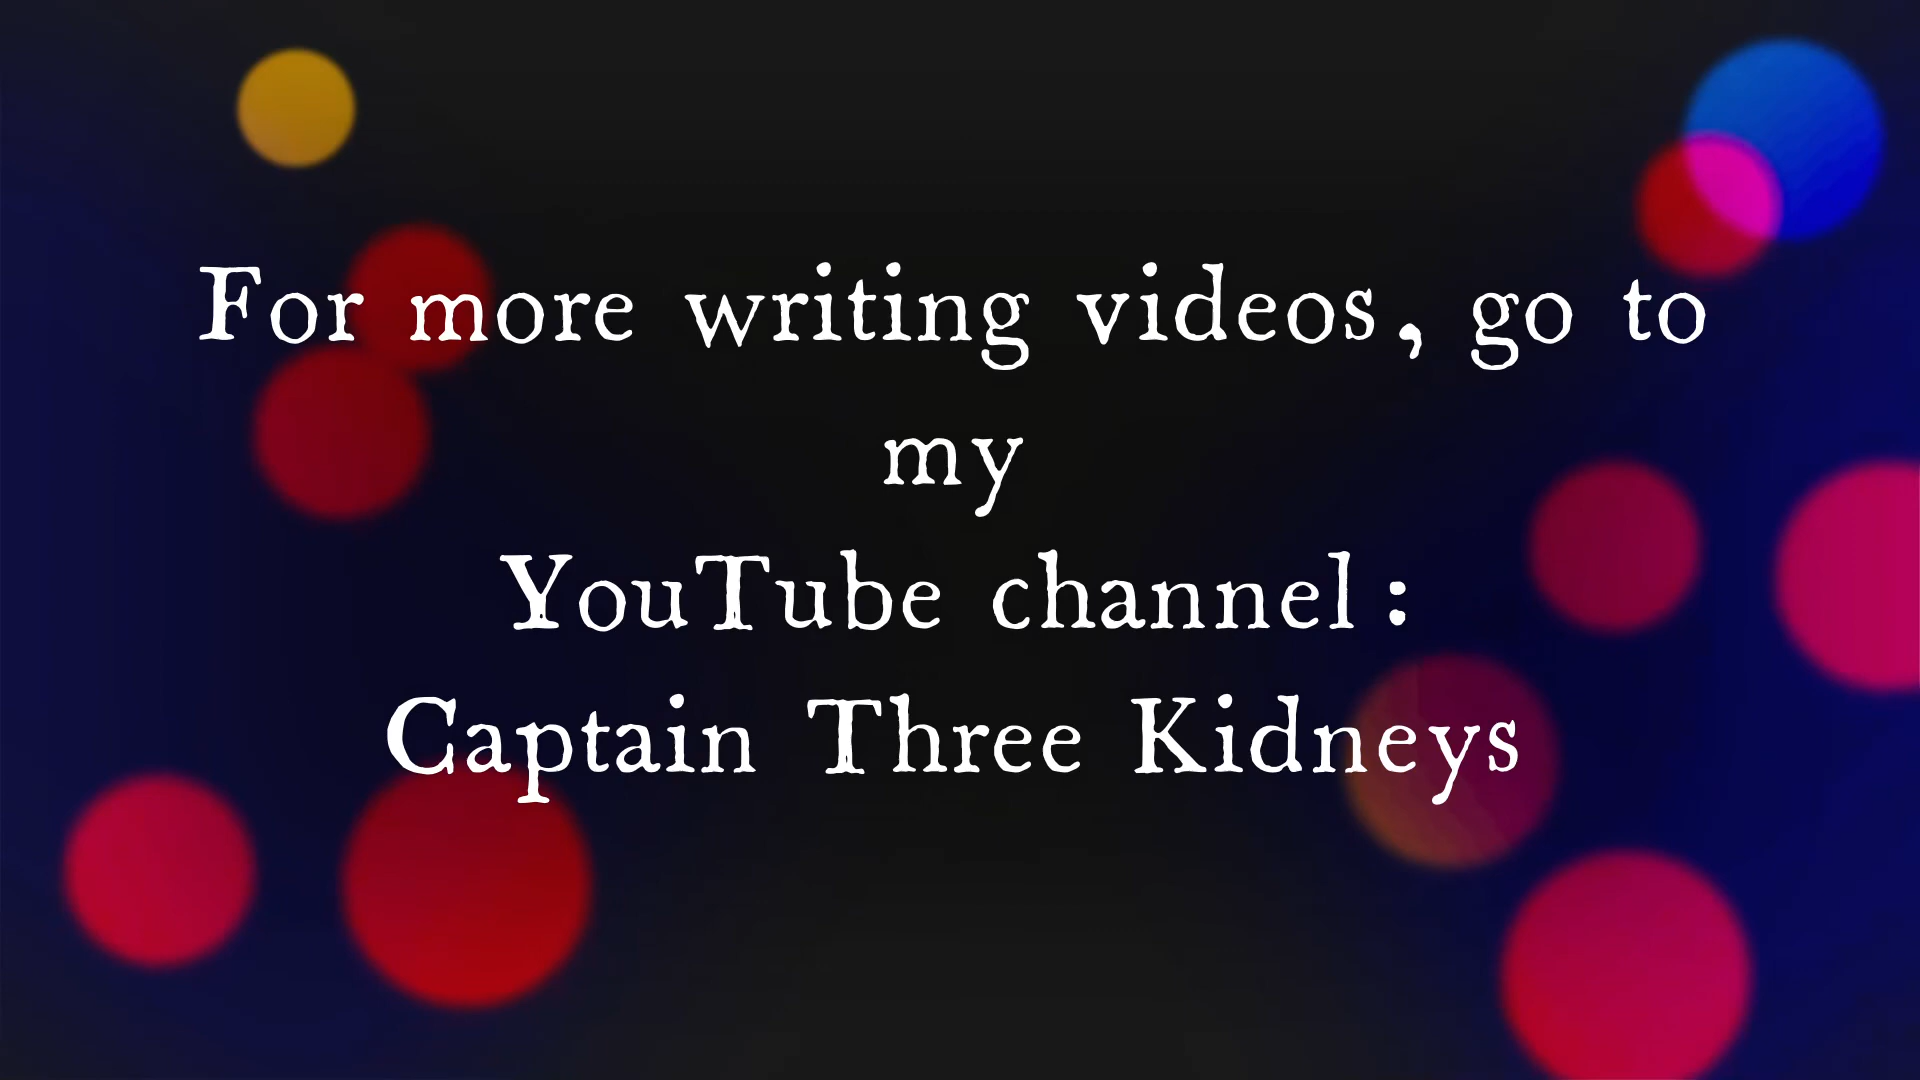 For more writing videos, go to
my
YouTube channel:
Captain Three Kidneys